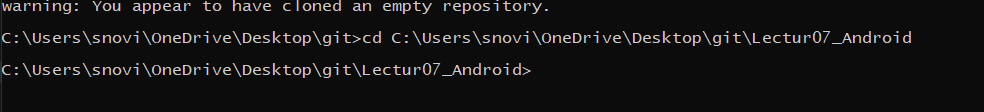 warning: You appear to have cloned an empty repository.
C:\Users\snovi\OneDrive\Desktop\git>cd C:\Users\snovi\OneDrive\Desktop\git\Lectur07_Android
C:\Users\snovi\OneDrive\Desktop\git\Lectur07_Android>